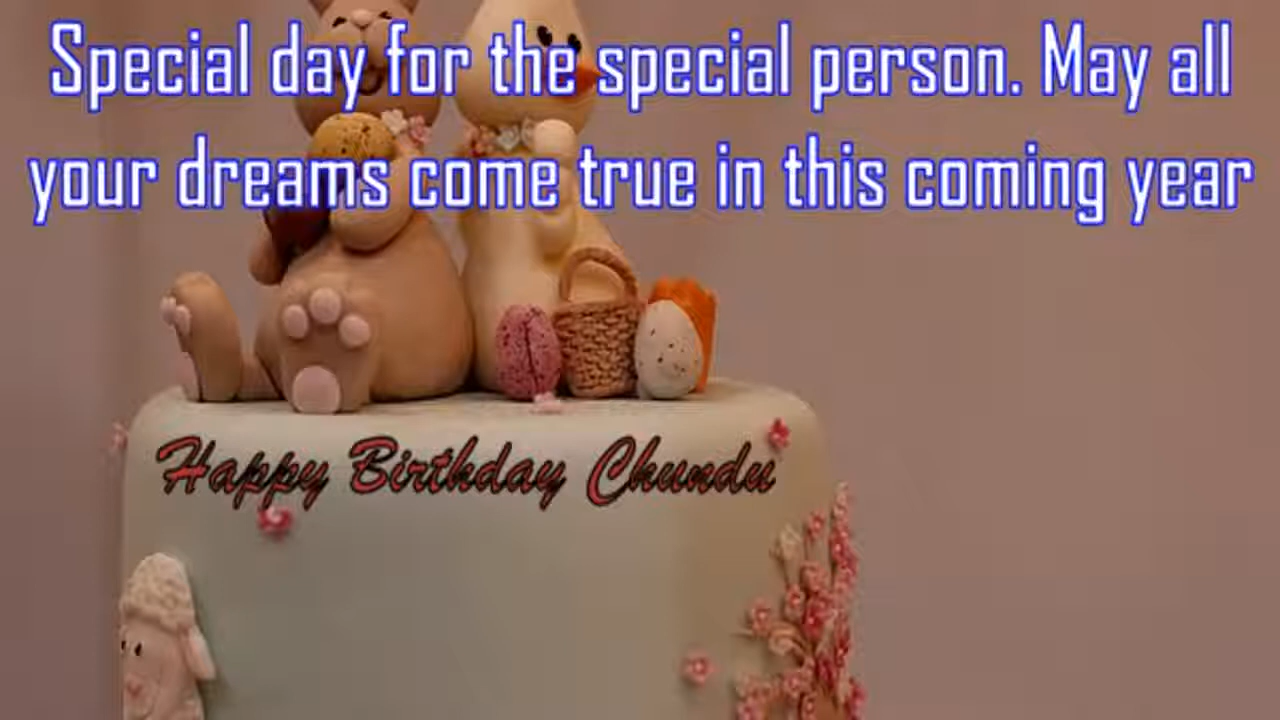 Special day for the special person. May all
your dreams come true in this coming year
Happy Birthday Chundu